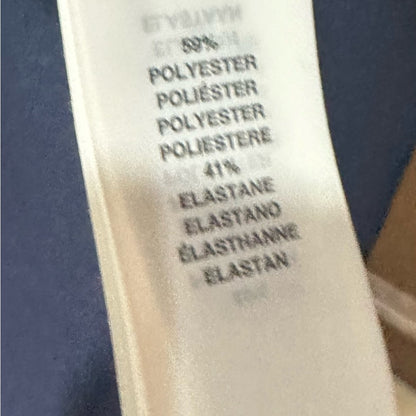 59%
POLYESTER
POLIÉSTER
POLYESTER
POLIESTERE
41%
ELASTANE
ELASTANO
ÉLASTHANNE
ELASTAN